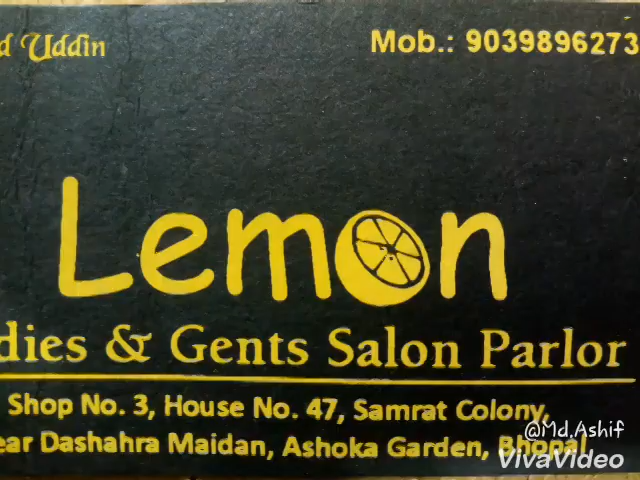 d Uddin
Mob.: 9039896273
Lemon
dies & Gents Salon Parlor
Shop No. 3, House No. 47, Samrat Colony,
ear Dashahra Maidan, Ashoka Garden, Bhopal
@Md.Ashif
VivaVideo